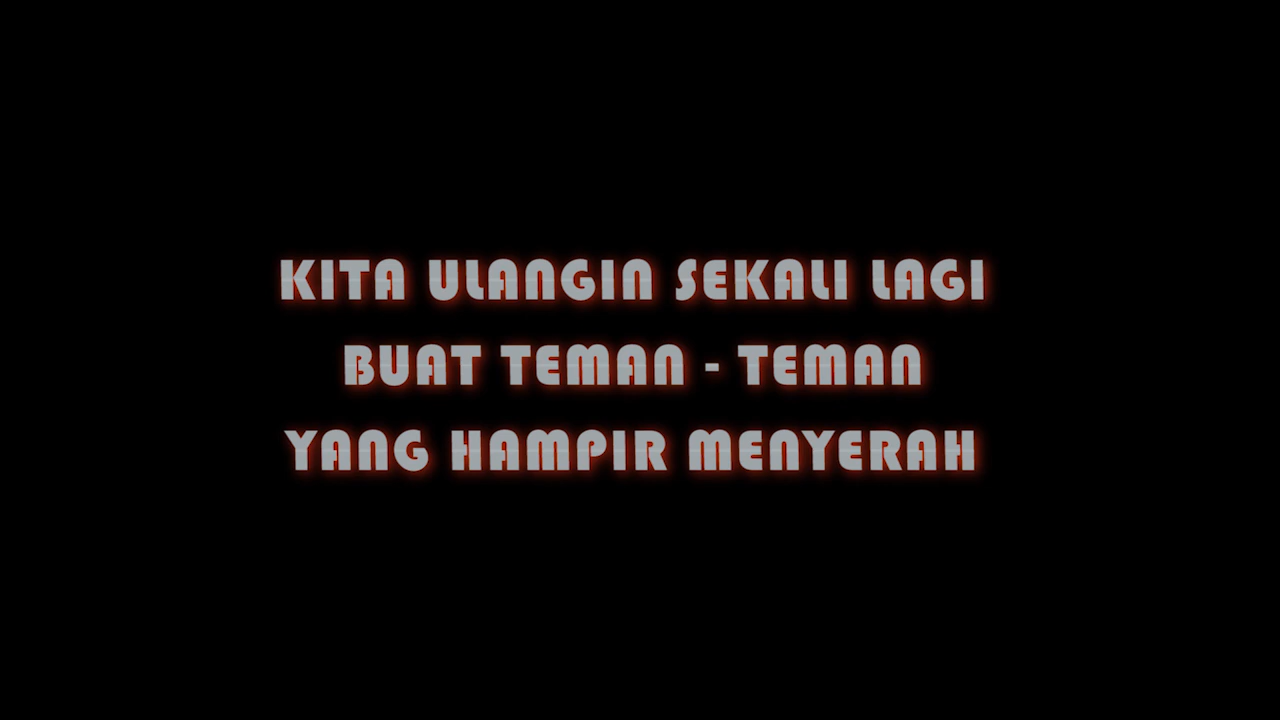 KITA ULANGIN SEKALI LAGI
BUAT TEMAN - TEMAN
YANG HAMPIR MENYERAH